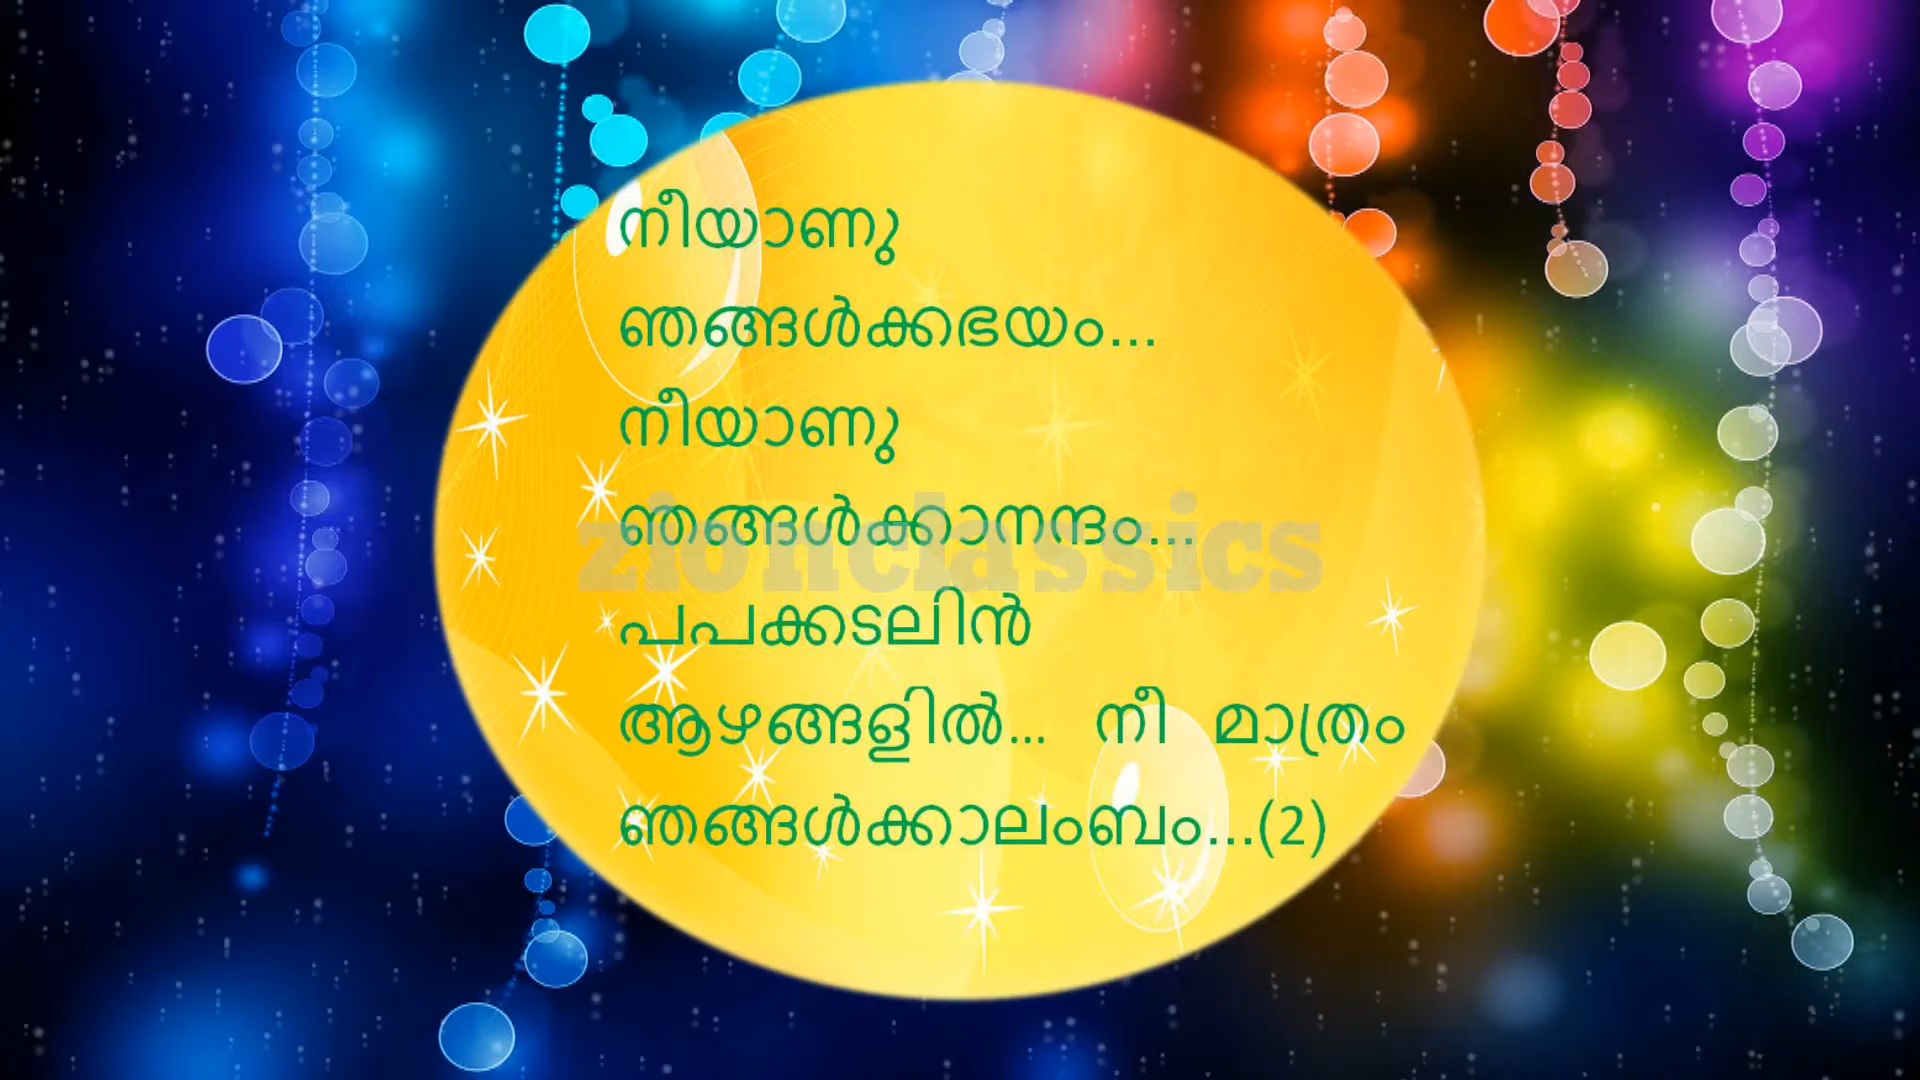 നീയാണു
ഞങ്ങൾക്കഭയം...
നീയാണു
ഞങ്ങൾക്കാനന്ദം...
zionclassics
പപക്കടലിൻ
ആഴങ്ങളിൽ... നീ മാത്രം
ഞങ്ങൾക്കാലംബം...(2)